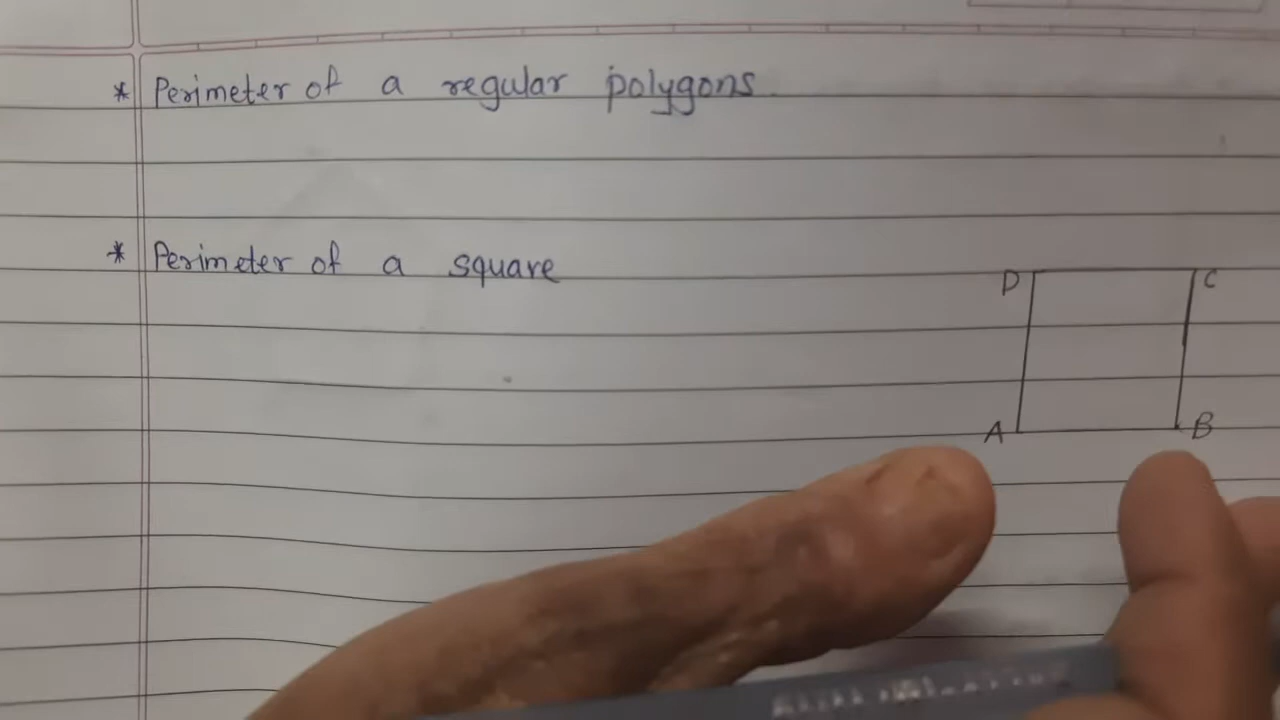 * Perimeter of a regular polygons
* Perimeter of a square
D C
A B